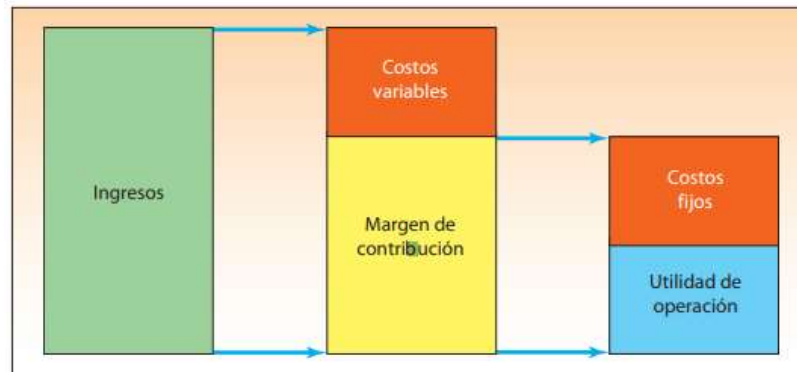 Ingresos
Costos
variables
Margen de
contribución
Costos
fijos
Utilidad de
operación